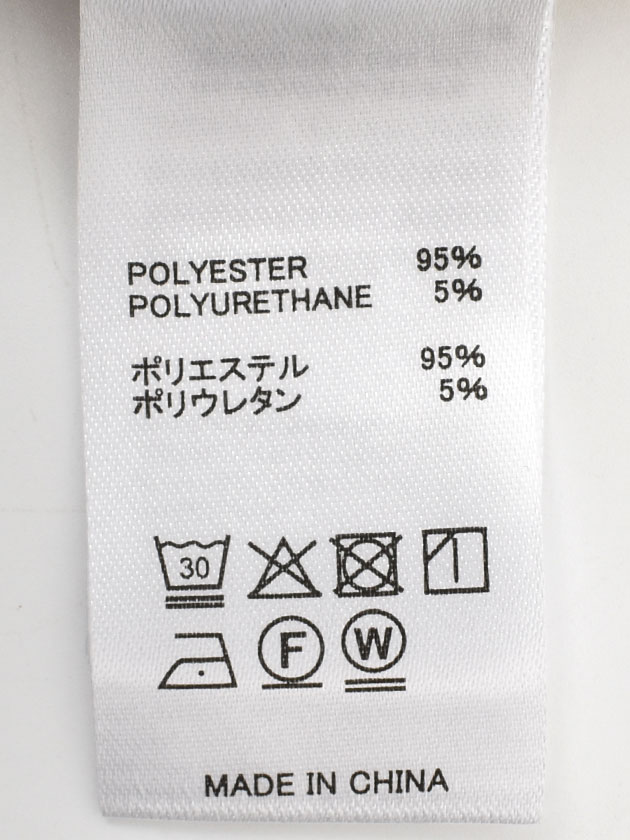 POLYESTER 95%
POLYURETHANE 5%
ポリエステル 95%
ポリウレタン 5%
30
F W
MADE IN CHINA